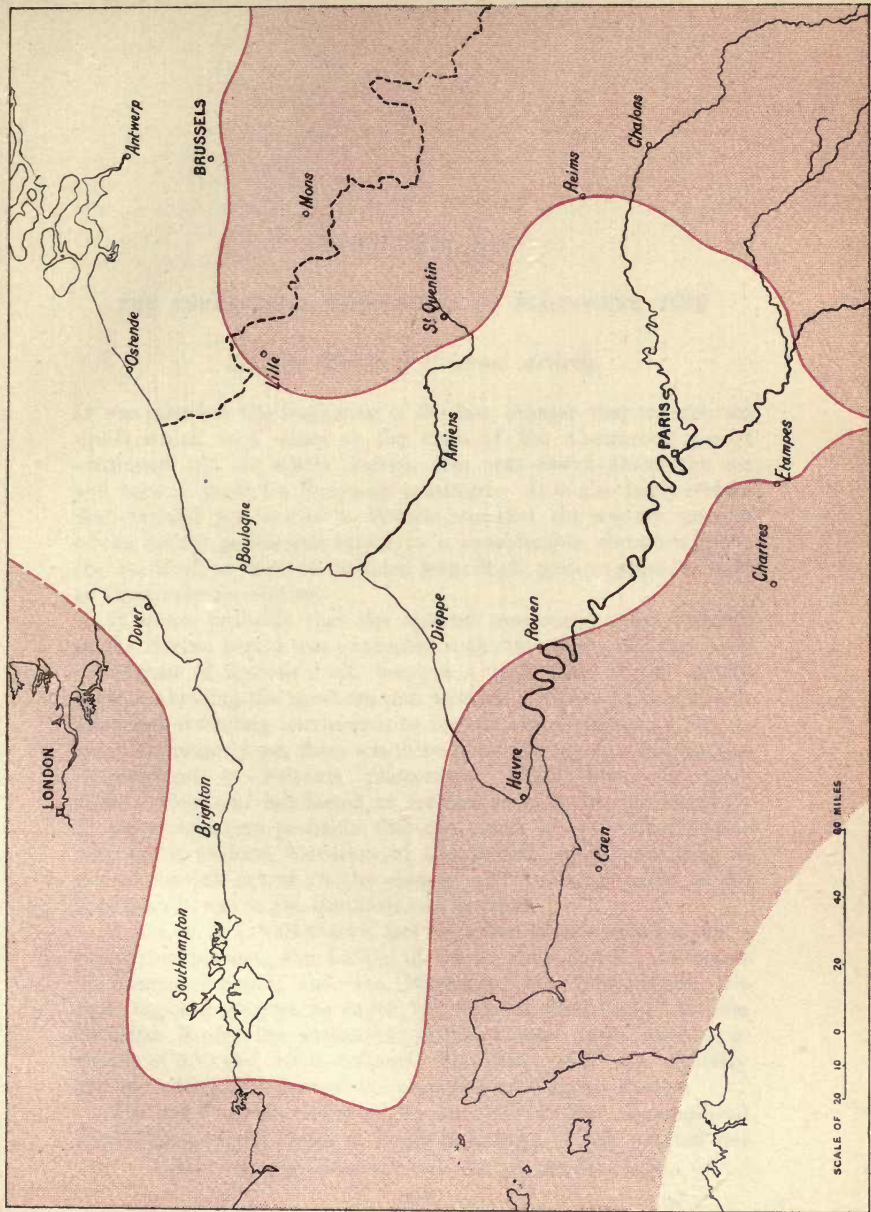 LONDON
Dover
Brighton
Southampton
Antwerp
Ostende
BRUSSELS
Mons
Lille
Boulogne
St Quentin
Amiens
Dieppe
Reims
Chalons
Rouen
Havre
Caen
PARIS
Etampes
Chartres
SCALE OF 20 10 0 20 40 60 MILES